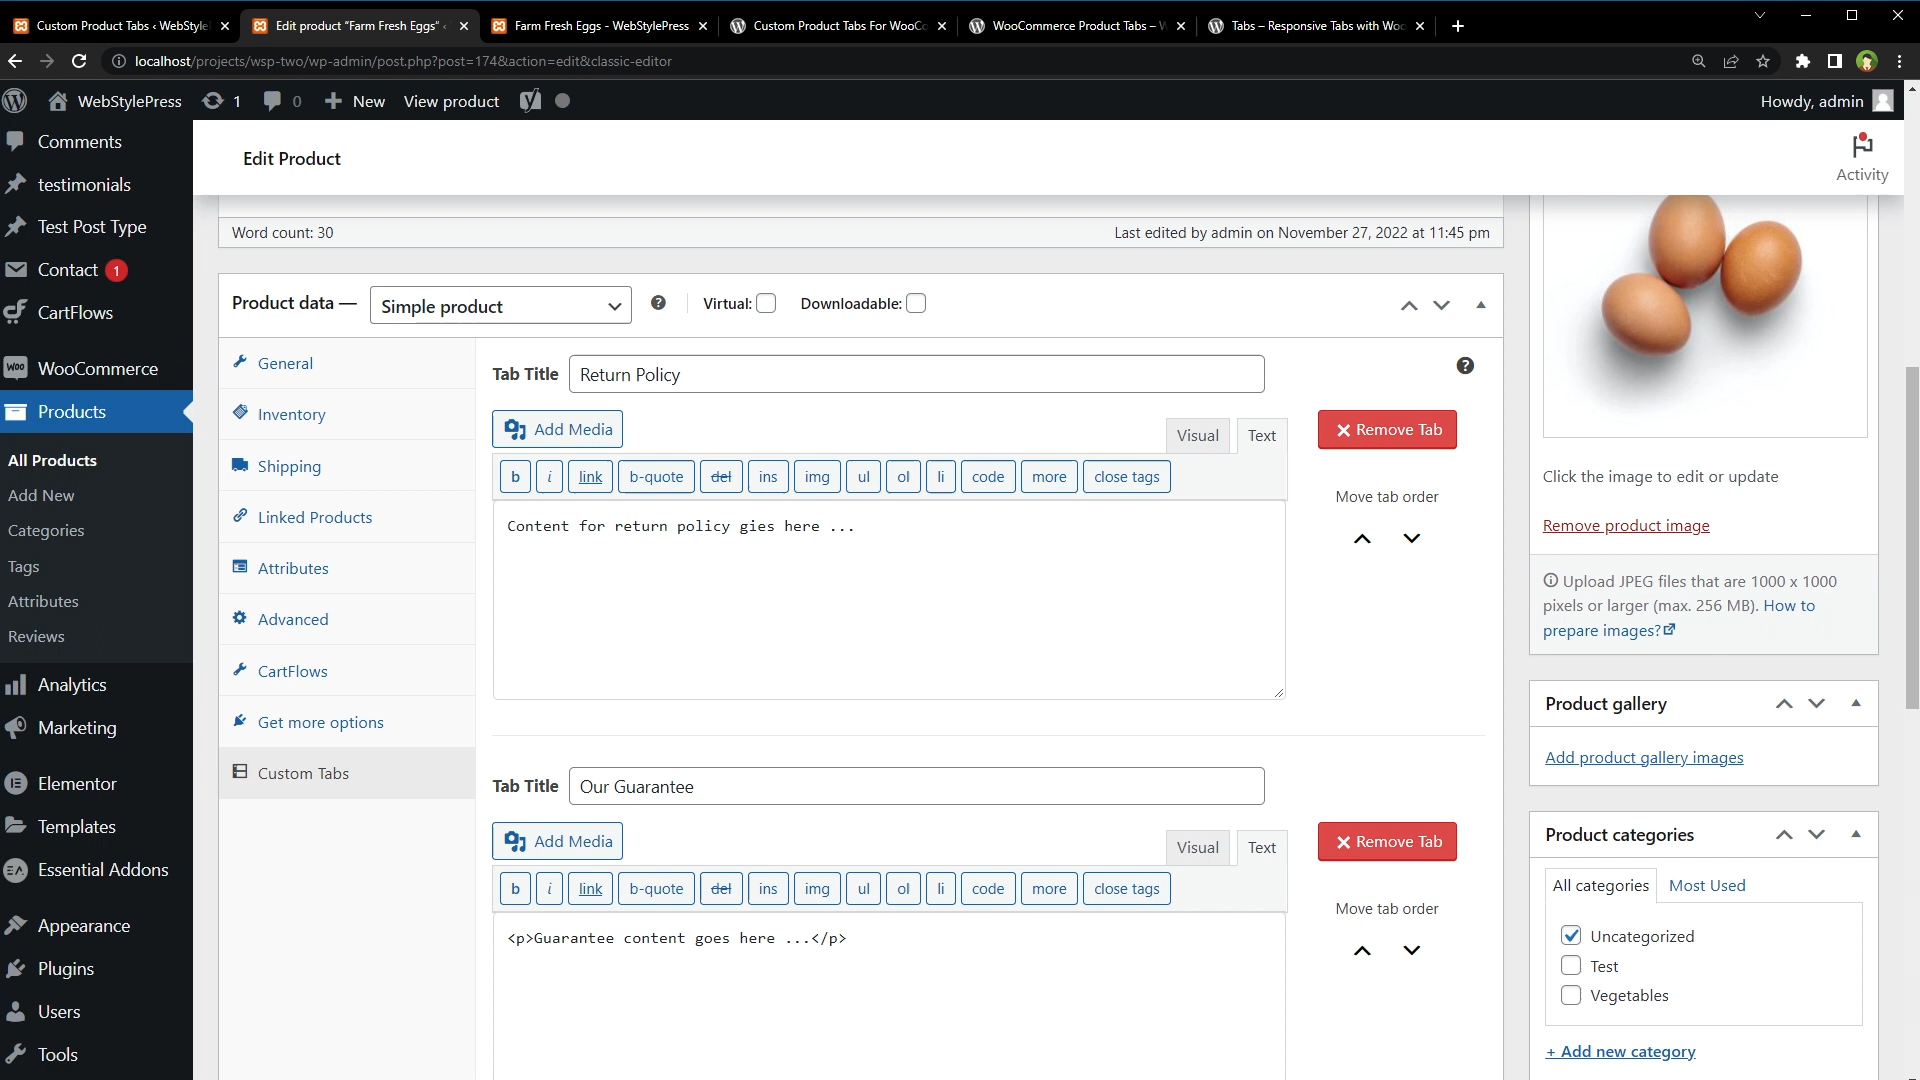 Custom Product Tabs ‹ WebStyle
Edit product "Farm Fresh Eggs" ‹
Farm Fresh Eggs - WebStylePress
Custom Product Tabs For WooCo
WooCommerce Product Tabs – W
Tabs – Responsive Tabs with Woo
localhost/projects/wsp-two/wp-admin/post.php?post=174&action=edit&classic-editor
WebStylePress
1
0
New
View product
Howdy, admin
Comments
testimonials
Test Post Type
Contact 1
CartFlows
Woo
WooCommerce
Products
All Products
Add New
Categories
Tags
Attributes
Reviews
Analytics
Marketing
Elementor
Templates
EA
Essential Addons
Appearance
Plugins
Users
Tools
Edit Product
Activity
Word count: 30
Last edited by admin on November 27, 2022 at 11:45 pm
Product data —
Simple product
?
Virtual:
Downloadable:
General
Inventory
Shipping
Linked Products
Attributes
Advanced
CartFlows
Get more options
Custom Tabs
Tab Title
Return Policy
?
Add Media
Visual
Text
Remove Tab
b
i
link
b-quote
del
ins
img
ul
ol
li
code
more
close tags
Move tab order
Content for return policy gies here ...
Tab Title
Our Guarantee
Add Media
Visual
Text
Remove Tab
b
i
link
b-quote
del
ins
img
ul
ol
li
code
more
close tags
Move tab order
<p>Guarantee content goes here ...</p>
Click the image to edit or update
Remove product image
Upload JPEG files that are 1000 x 1000
pixels or larger (max. 256 MB). How to
prepare images?
Product gallery
Add product gallery images
Product categories
All categories
Most Used
Uncategorized
Test
Vegetables
+ Add new category